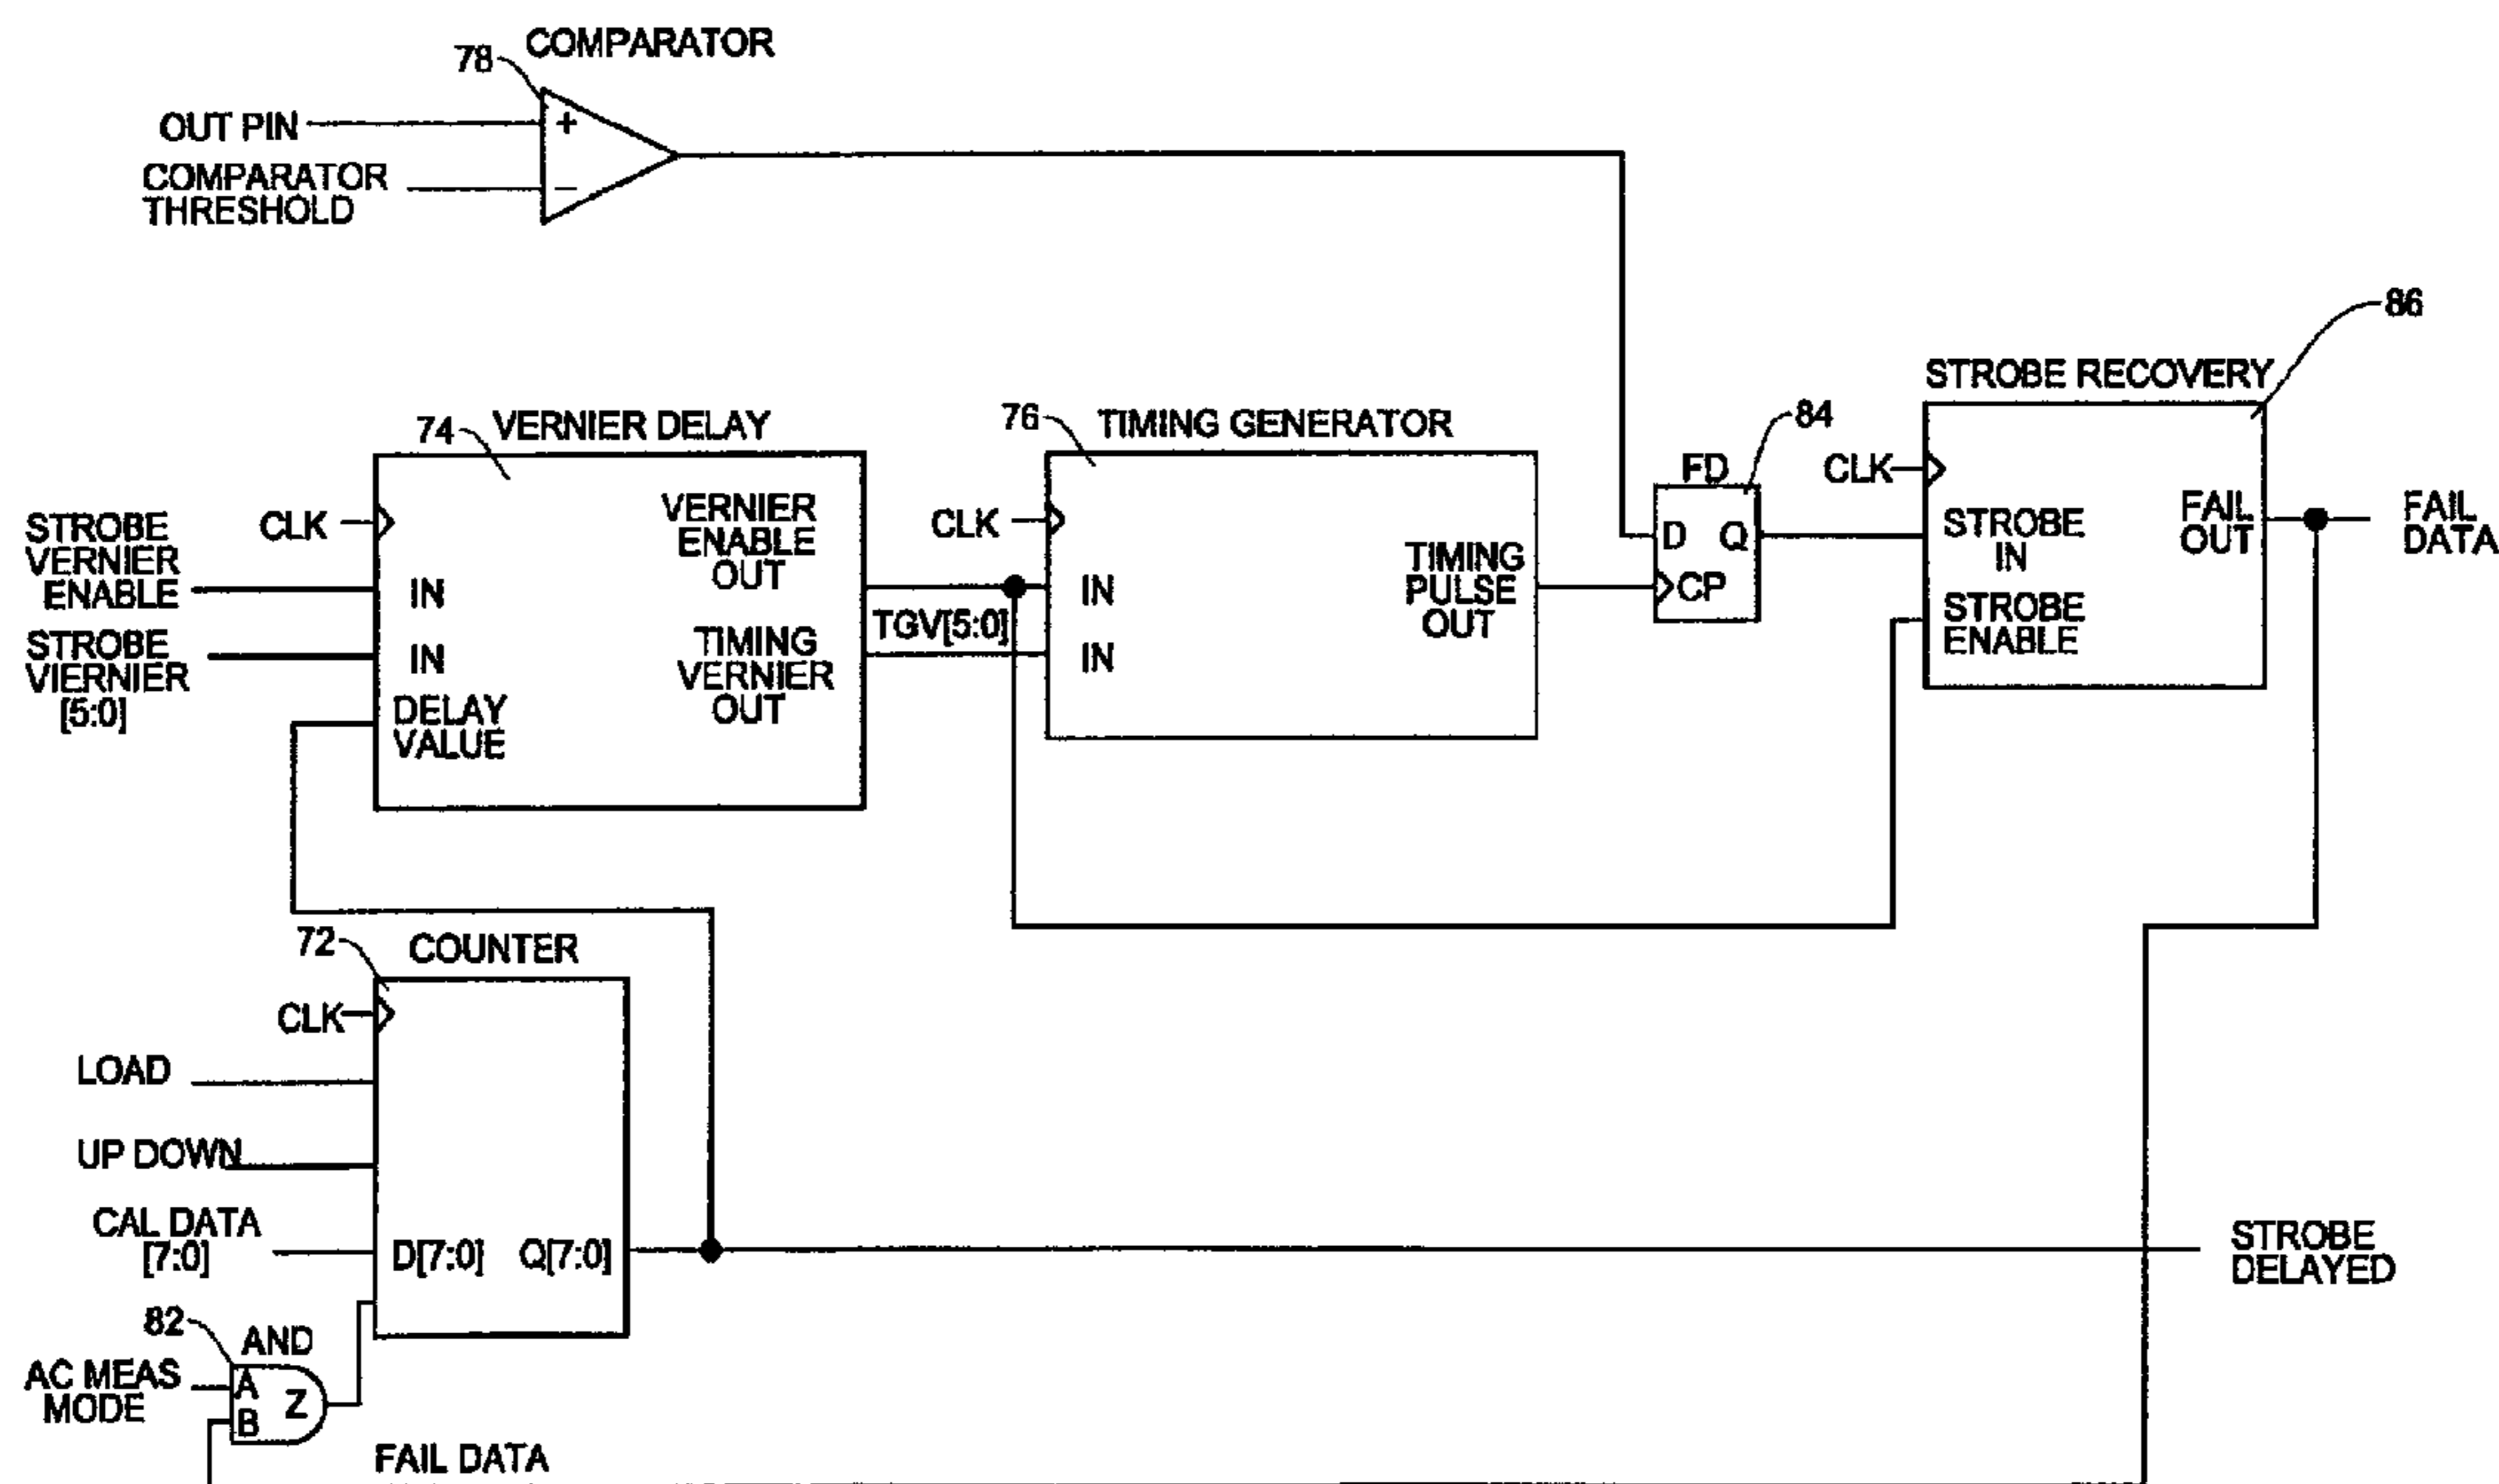 78
COMPARATOR
OUT PIN
+
COMPARATOR
THRESHOLD
–
86
STROBE RECOVERY
74
VERNIER DELAY
76
TIMING GENERATOR
84
FD
CLK
STROBE
VERNIER
ENABLE
CLK
IN
VERNIER
ENABLE
OUT
STROBE
VIERNIER
[5:0]
IN
TIMING
VERNIER
OUT
DELAY
VALUE
TGV[5:0]
CLK
IN
IN
TIMING
PULSE
OUT
D Q
CP
STROBE
IN
STROBE
ENABLE
FAIL
OUT
FAIL
DATA
72
COUNTER
CLK
LOAD
UP DOWN
CAL DATA
[7:0]
D[7:0] Q[7:0]
STROBE
DELAYED
82
AND
AC MEAS
MODE
A
B
Z
FAIL DATA